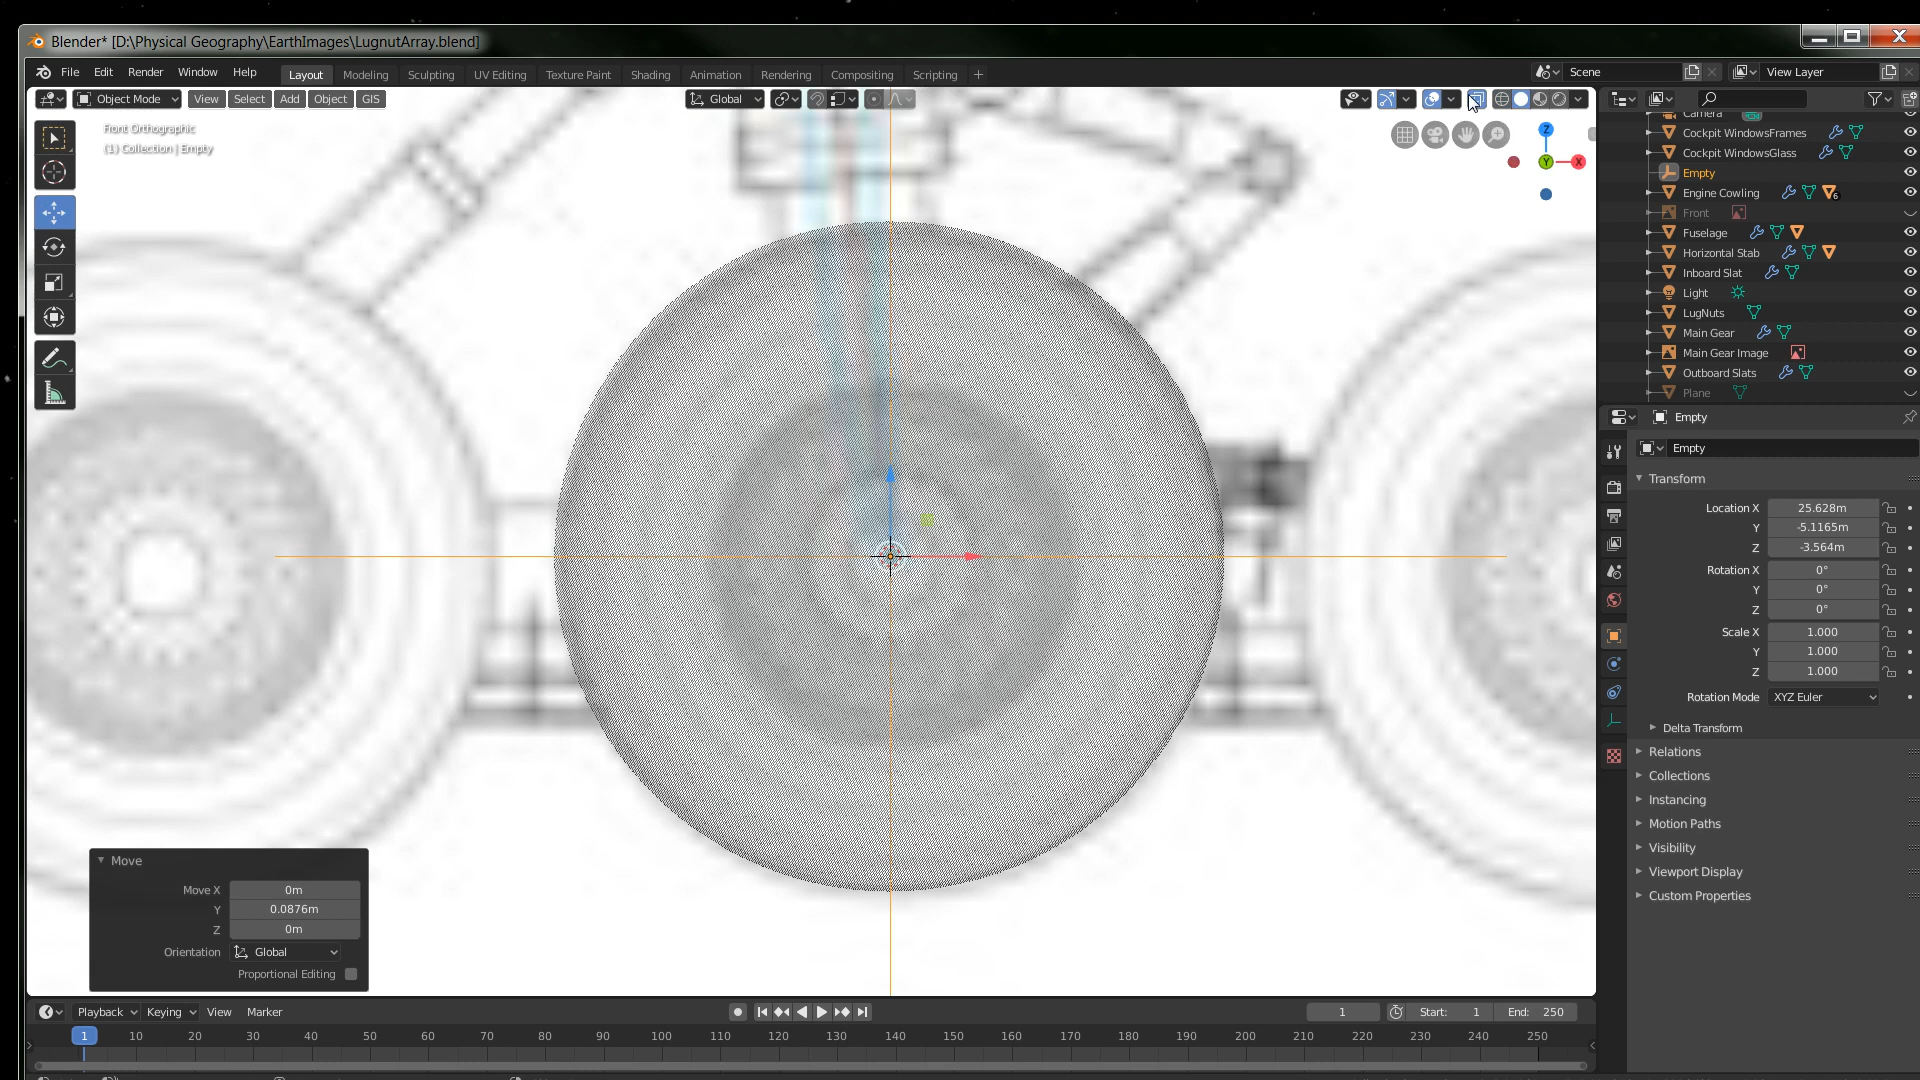 Blender* [D:\Physical Geography\EarthImages\LugnutArray.blend]
File Edit Render Window Help Layout Modeling Sculpting UV Editing Texture Paint Shading Animation Rendering Compositing Scripting + Scene View Layer
Object Mode View Select Add Object GIS Global
Front Orthographic
(1) Collection | Empty
Z
Y
X
Camera
Cockpit WindowsFrames
Cockpit WindowsGlass
Empty
Engine Cowling 6
Front
Fuselage
Horizontal Stab
Inboard Slat
Light
LugNuts
Main Gear
Main Gear Image
Outboard Slats
Plane
Empty
Empty
Transform
Location X 25.628m
Y -5.1165m
Z -3.564m
Rotation X 0°
Y 0°
Z 0°
Scale X 1.000
Y 1.000
Z 1.000
Rotation Mode XYZ Euler
Delta Transform
Relations
Collections
Instancing
Motion Paths
Visibility
Viewport Display
Custom Properties
Move
Move X 0m
Y 0.0876m
Z 0m
Orientation Global
Proportional Editing
Playback Keying View Marker 1 Start: 1 End: 250
1 10 20 30 40 50 60 70 80 90 100 110 120 130 140 150 160 170 180 190 200 210 220 230 240 250